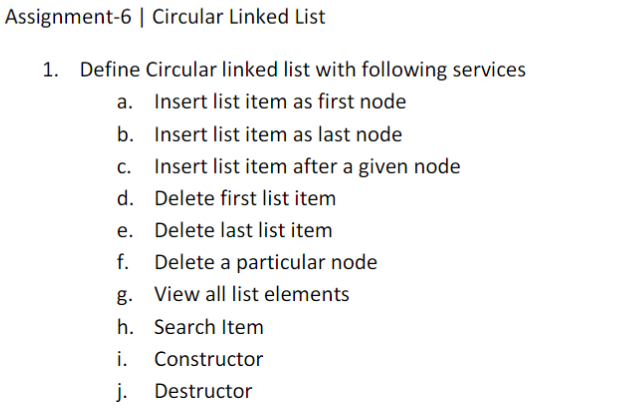 Assignment-6 | Circular Linked List
1. Define Circular linked list with following services
a. Insert list item as first node
b. Insert list item as last node
c. Insert list item after a given node
d. Delete first list item
e. Delete last list item
f. Delete a particular node
g. View all list elements
h. Search Item
i. Constructor
j. Destructor